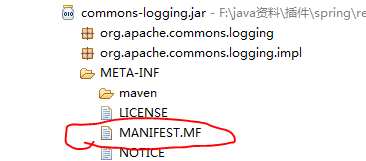 commons-logging.jar - F:\java资料\插件\spring\re
org.apache.commons.logging
org.apache.commons.logging.impl
META-INF
maven
LICENSE
MANIFEST.MF
NOTICE